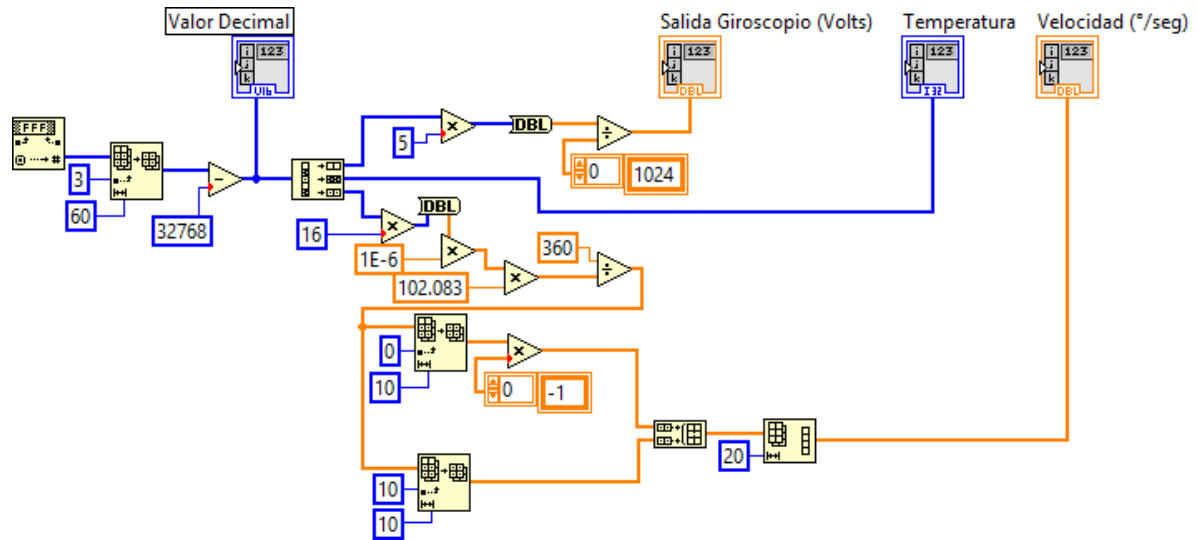 Valor Decimal
Salida Giroscopio (Volts)
Temperatura
Velocidad (°/seg)
i 123
j
k
U16
i 123
j
k
DBL
i 123
j
k
I32
i 123
j
k
DBL
FFF
#
3
60
32768
5
DBL
0
1024
16
DBL
1E-6
102.083
360
0
10
0
-1
10
10
20